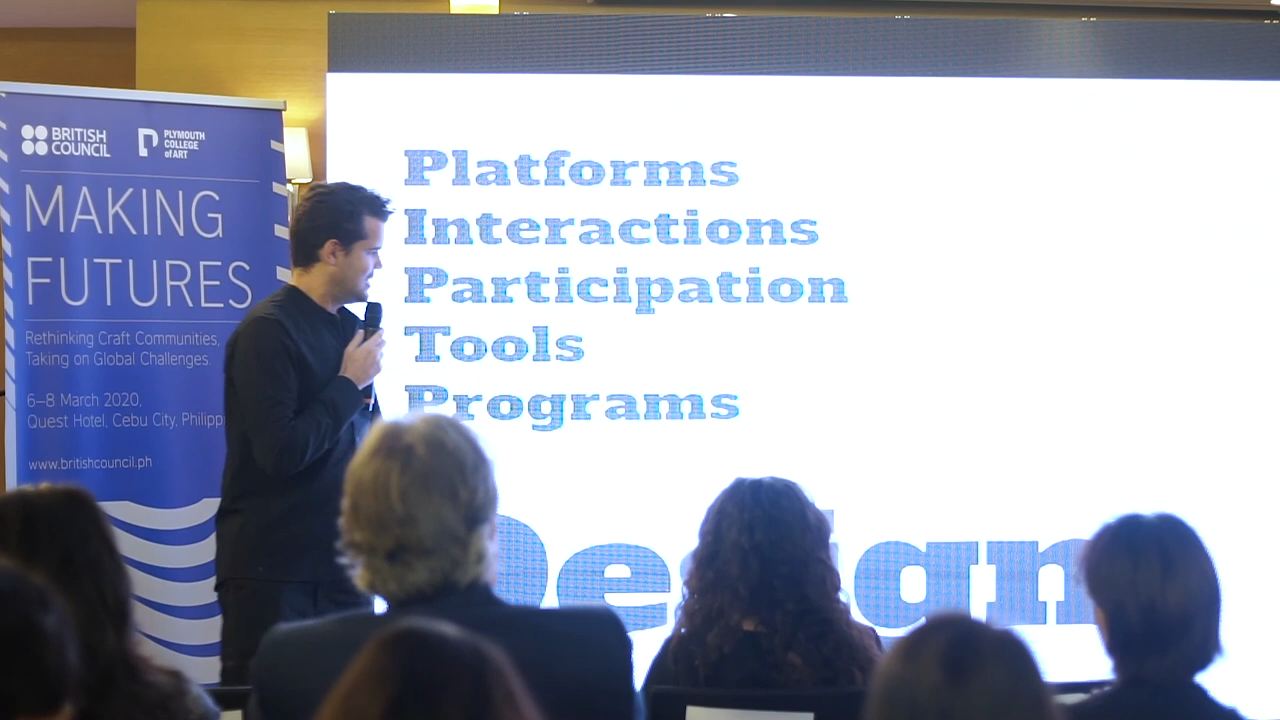 BRITISH
COUNCIL
PLYMOUTH
COLLEGE
of ART
MAKING
FUTURES
Rethinking Craft Communities,
Taking on Global Challenges.
6–8 March 2020,
Quest Hotel, Cebu City, Philipp
www.britishcouncil.ph
Platforms
Interactions
Participation
Tools
Programs